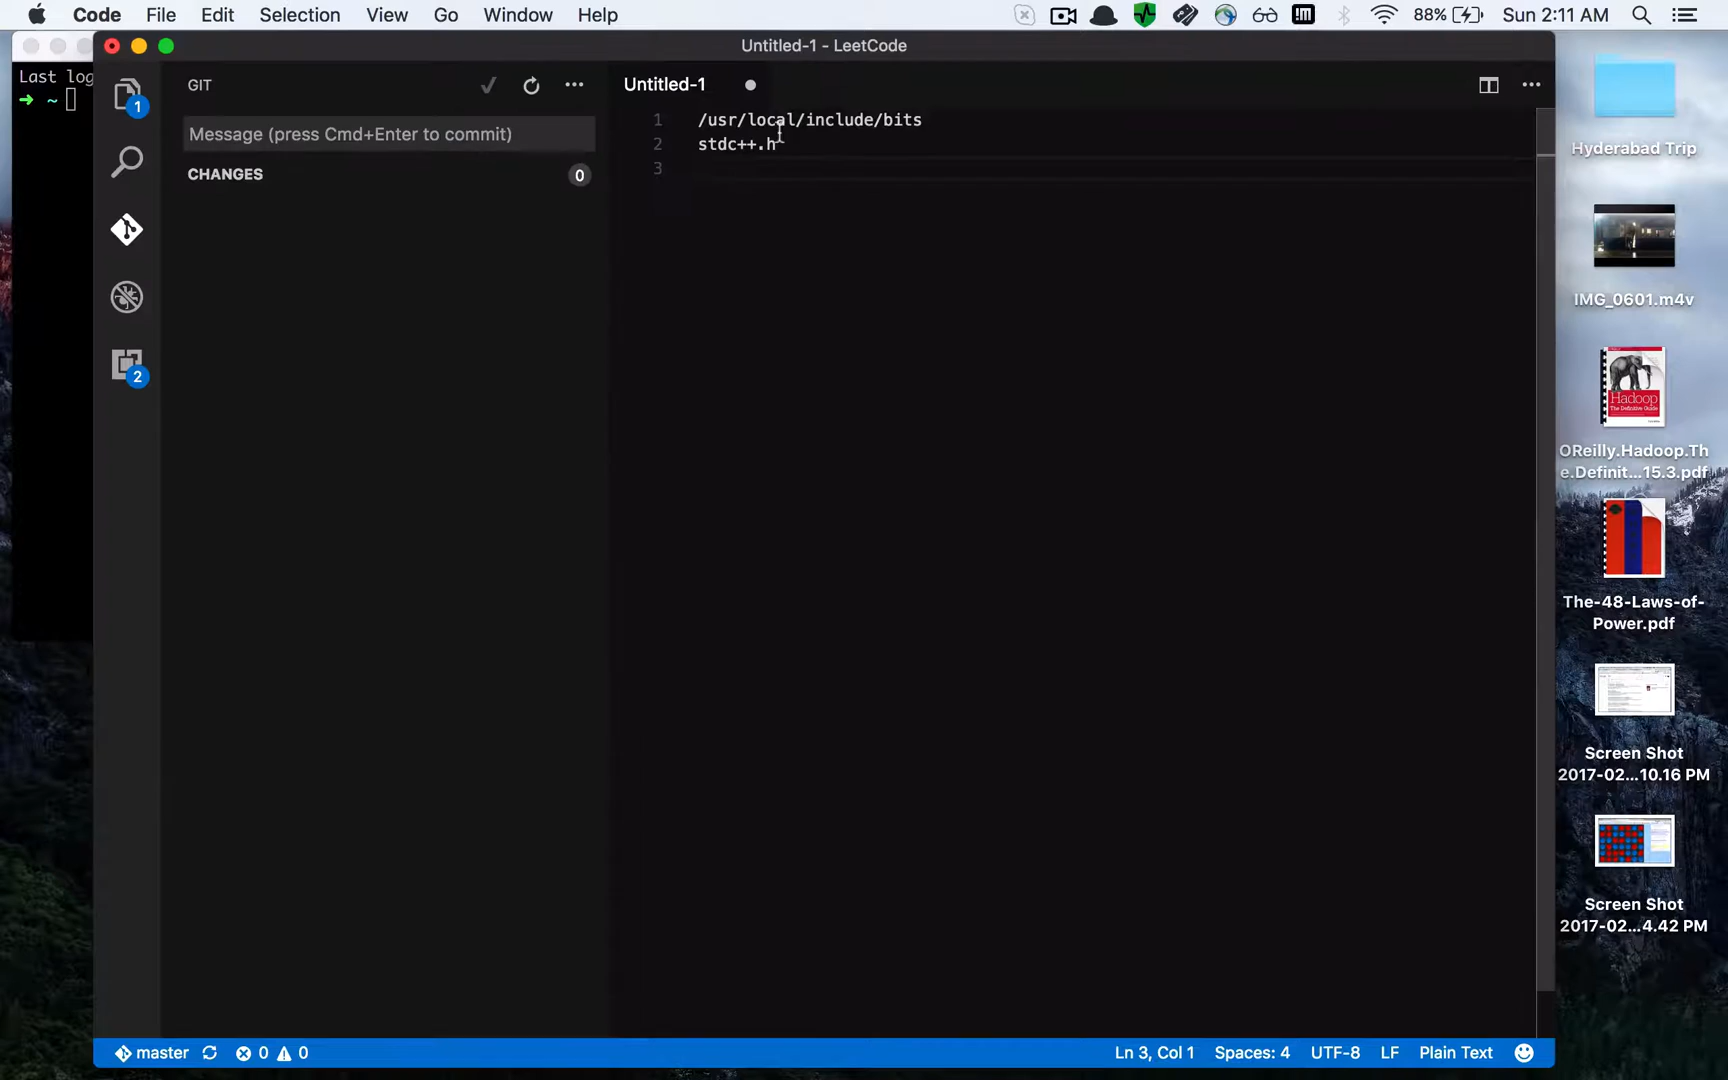 Code File Edit Selection View Go Window Help 88% Sun 2:11 AM
Untitled-1 - LeetCode
Last log
~
1
2
GIT
Message (press Cmd+Enter to commit)
CHANGES 0
Untitled-1
1 /usr/local/include/bits
2 stdc++.h
3
master 0 0 Ln 3, Col 1 Spaces: 4 UTF-8 LF Plain Text
Hyderabad Trip
IMG_0601.m4v
Hadoop
OReilly.Hadoop.Th
e.Definit...15.3.pdf
The-48-Laws-of-
Power.pdf
Screen Shot
2017-02...10.16 PM
Screen Shot
2017-02...4.42 PM